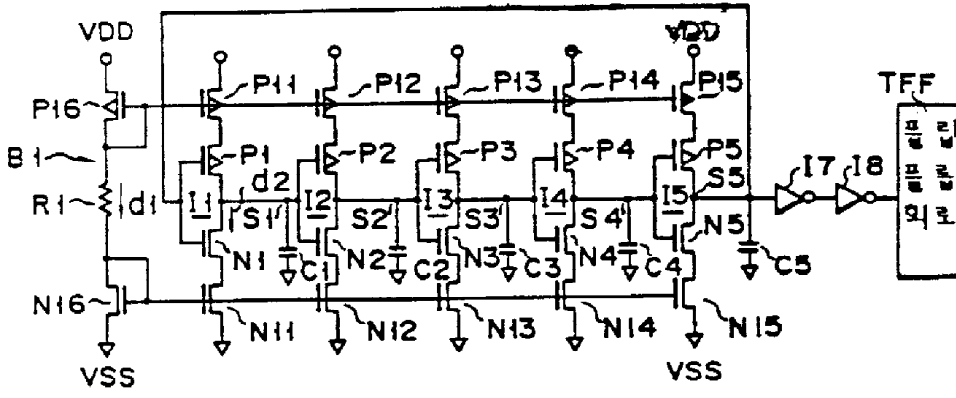 VDD
VDD
TFF
P16
P11
P12
P13
P14
P15
B1
P1
P2
P3
P4
P5
I7
I8
R1
d1
I1
d2
I2
I3
I4
I5
S1
S2
S3
S4
S5
N1
C1
N2
C2
N3
C3
N4
C4
N5
C5
플립
플롭
회로
N16
N11
N12
N13
N14
N15
VSS
VSS